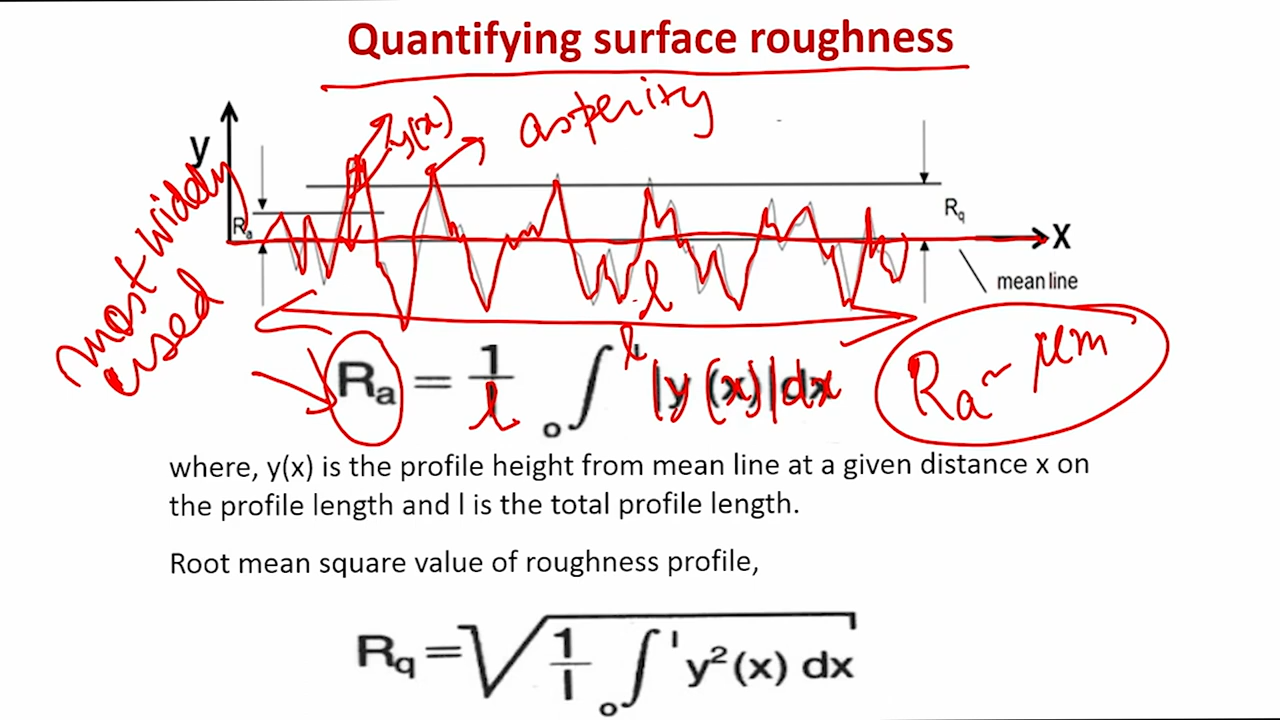 Quantifying surface roughness
asperity
y(x)
y
most widely
used
Ra
Rq
X
mean line
l
Ra = 1/l ∫₀ˡ |y(x)|dx
Ra ~ μm
where, y(x) is the profile height from mean line at a given distance x on
the profile length and l is the total profile length.
Root mean square value of roughness profile,
Rq = √(1/l ∫₀ˡ y²(x) dx)